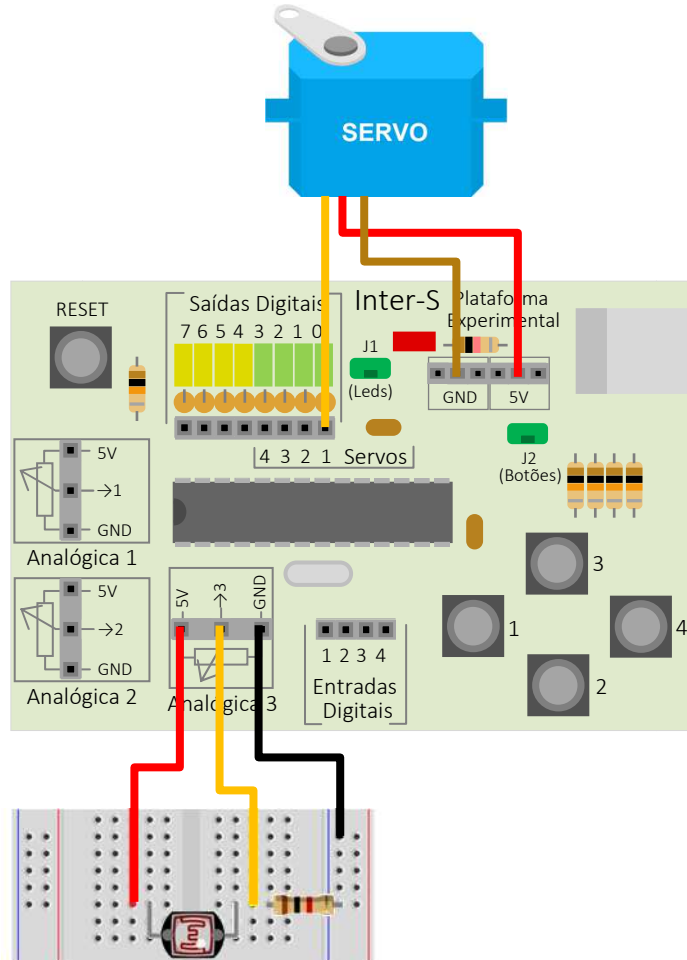 SERVO
Inter-S
Plataforma
Experimental
RESET
Saídas Digitais
7 6 5 4 3 2 1 0
J1
(Leds)
GND
5V
4 3 2 1 Servos
J2
(Botões)
5V
→1
GND
Analógica 1
5V
→2
GND
Analógica 2
5V
→3
GND
Analógica 3
1 2 3 4
Entradas
Digitais
3
1
4
2